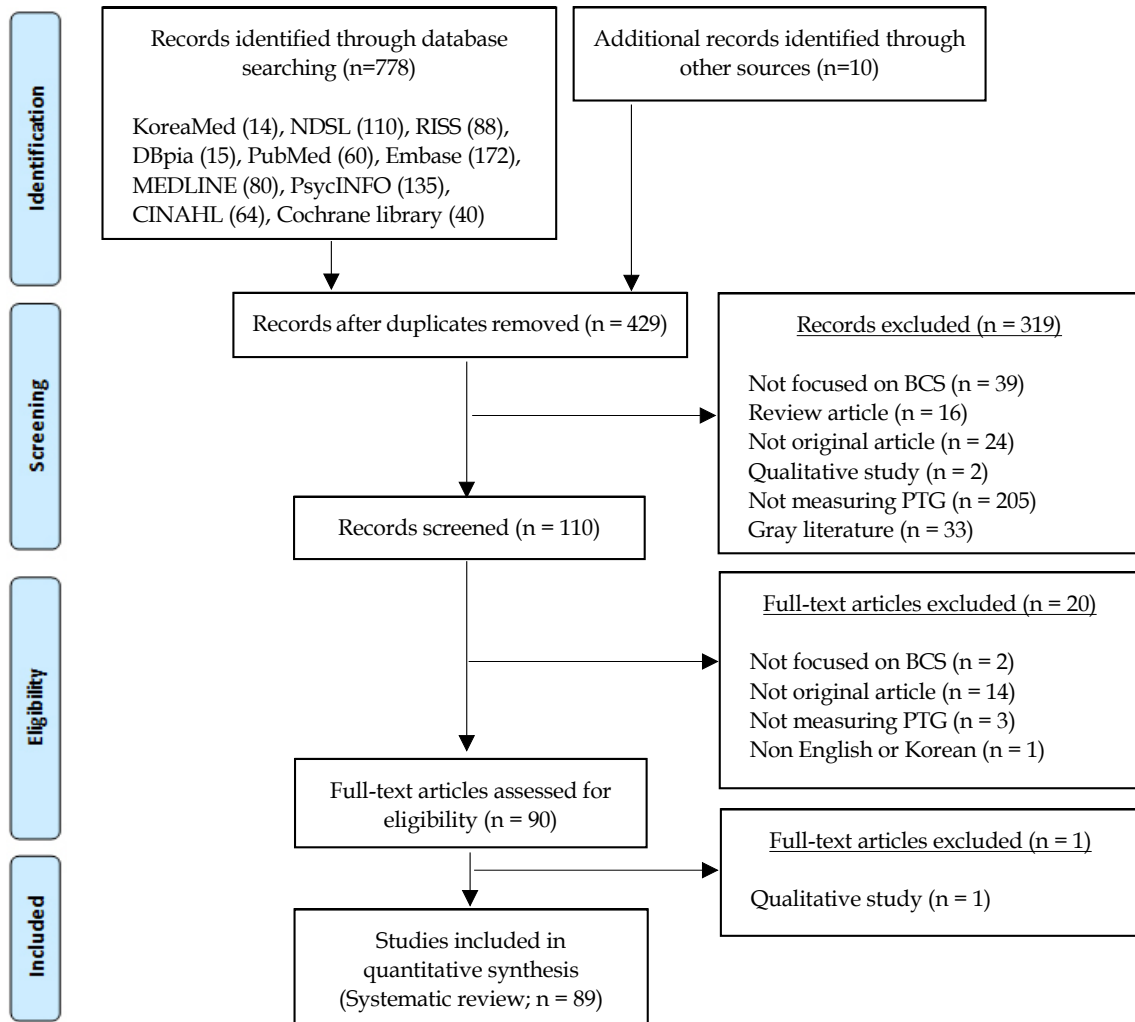 Identification
Records identified through database
searching (n=778)
KoreaMed (14), NDSL (110), RISS (88),
DBpia (15), PubMed (60), Embase (172),
MEDLINE (80), PsycINFO (135),
CINAHL (64), Cochrane library (40)
Additional records identified through
other sources (n=10)
Screening
Records after duplicates removed (n = 429)
Records excluded (n = 319)
Not focused on BCS (n = 39)
Review article (n = 16)
Not original article (n = 24)
Qualitative study (n = 2)
Not measuring PTG (n = 205)
Gray literature (n = 33)
Records screened (n = 110)
Eligibility
Full-text articles excluded (n = 20)
Not focused on BCS (n = 2)
Not original article (n = 14)
Not measuring PTG (n = 3)
Non English or Korean (n = 1)
Full-text articles assessed for
eligibility (n = 90)
Full-text articles excluded (n = 1)
Qualitative study (n = 1)
Included
Studies included in
quantitative synthesis
(Systematic review; n = 89)